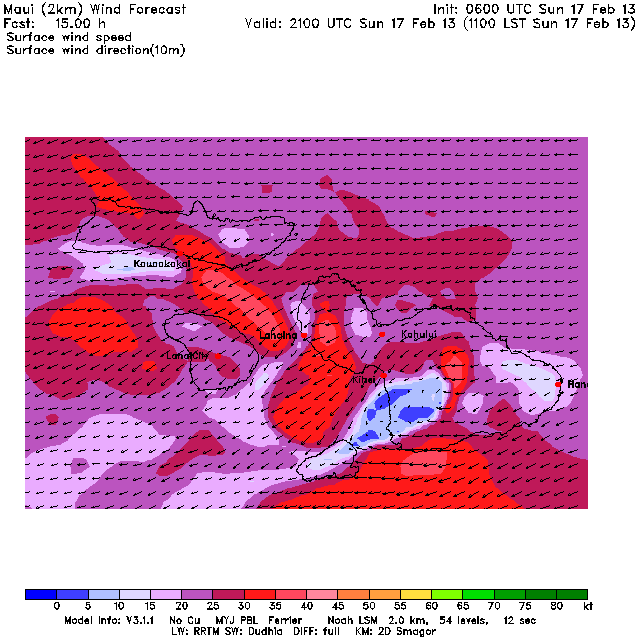 Maui (2km) Wind Forecast Init: 0600 UTC Sun 17 Feb 13
Fcst: 15.00 h Valid: 2100 UTC Sun 17 Feb 13 (1100 LST Sun 17 Feb 13)
Surface wind speed
Surface wind direction(10m)
Kaunakakai
Lahaina
Kahului
LanaiCity
Kihei
Hana
0 5 10 15 20 25 30 35 40 45 50 55 60 65 70 75 80 kt
Model Info: V3.1.1 No Cu MYJ PBL Ferrier Noah LSM 2.0 km, 54 levels, 12 sec
LW: RRTM SW: Dudhia DIFF: full KM: 2D Smagor